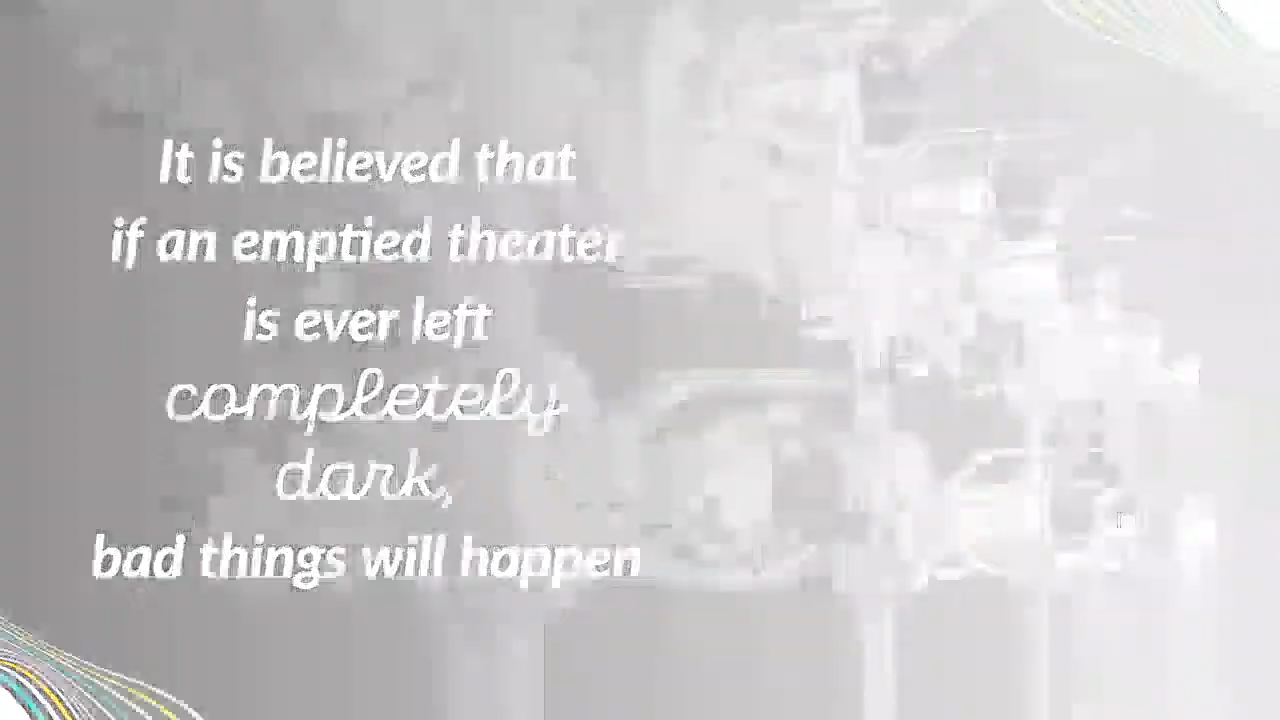 It is believed that
if an emptied theater
is ever left
completely
dark,
bad things will happen